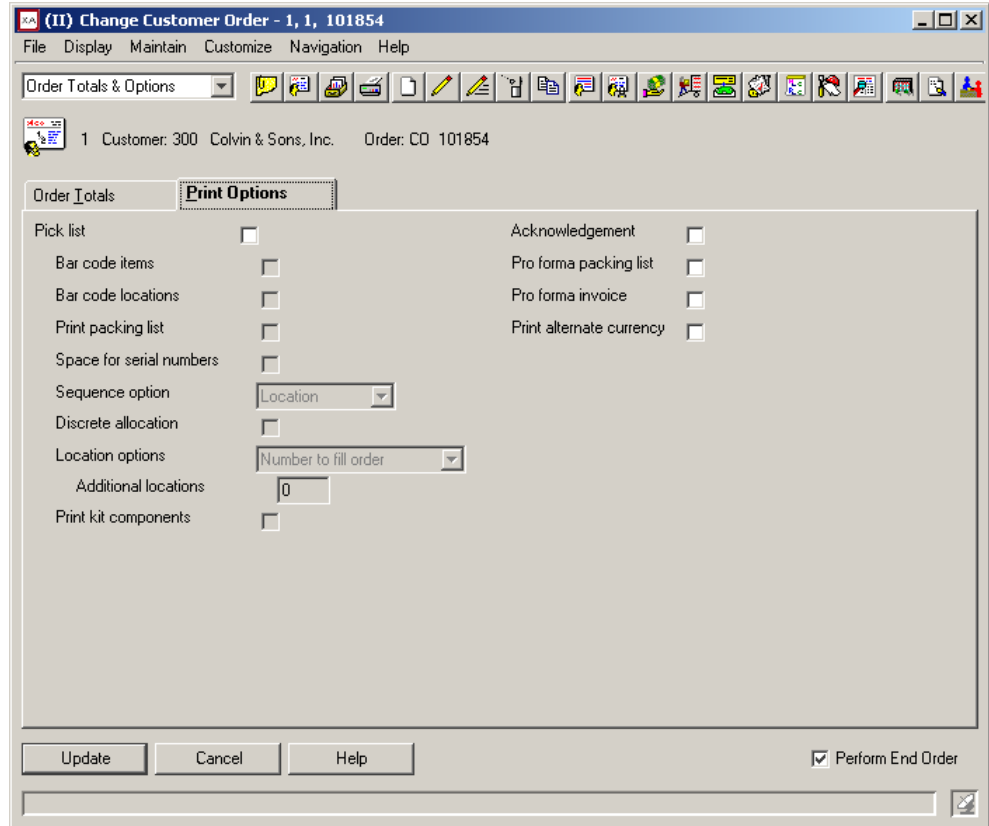 XA (II) Change Customer Order - 1, 1, 101854
File Display Maintain Customize Navigation Help
Order Totals & Options
1 Customer: 300 Colvin & Sons, Inc. Order: CO 101854
Order Totals Print Options
Pick list
Bar code items
Bar code locations
Print packing list
Space for serial numbers
Sequence option Location
Discrete allocation
Location options Number to fill order
Additional locations 0
Print kit components
Acknowledgement
Pro forma packing list
Pro forma invoice
Print alternate currency
Update Cancel Help Perform End Order